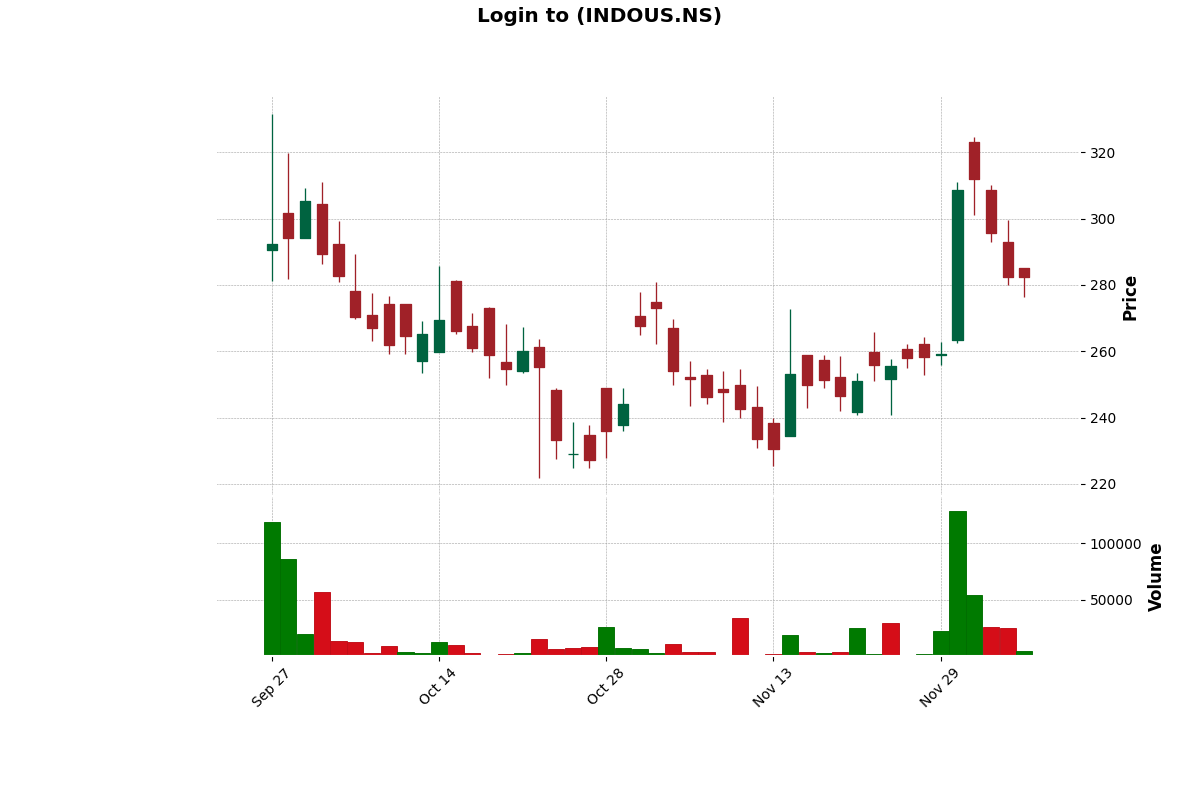 Login to (INDOUS.NS)
320
300
280
260
240
220
Price
100000
50000
Volume
Sep 27
Oct 14
Oct 28
Nov 13
Nov 29